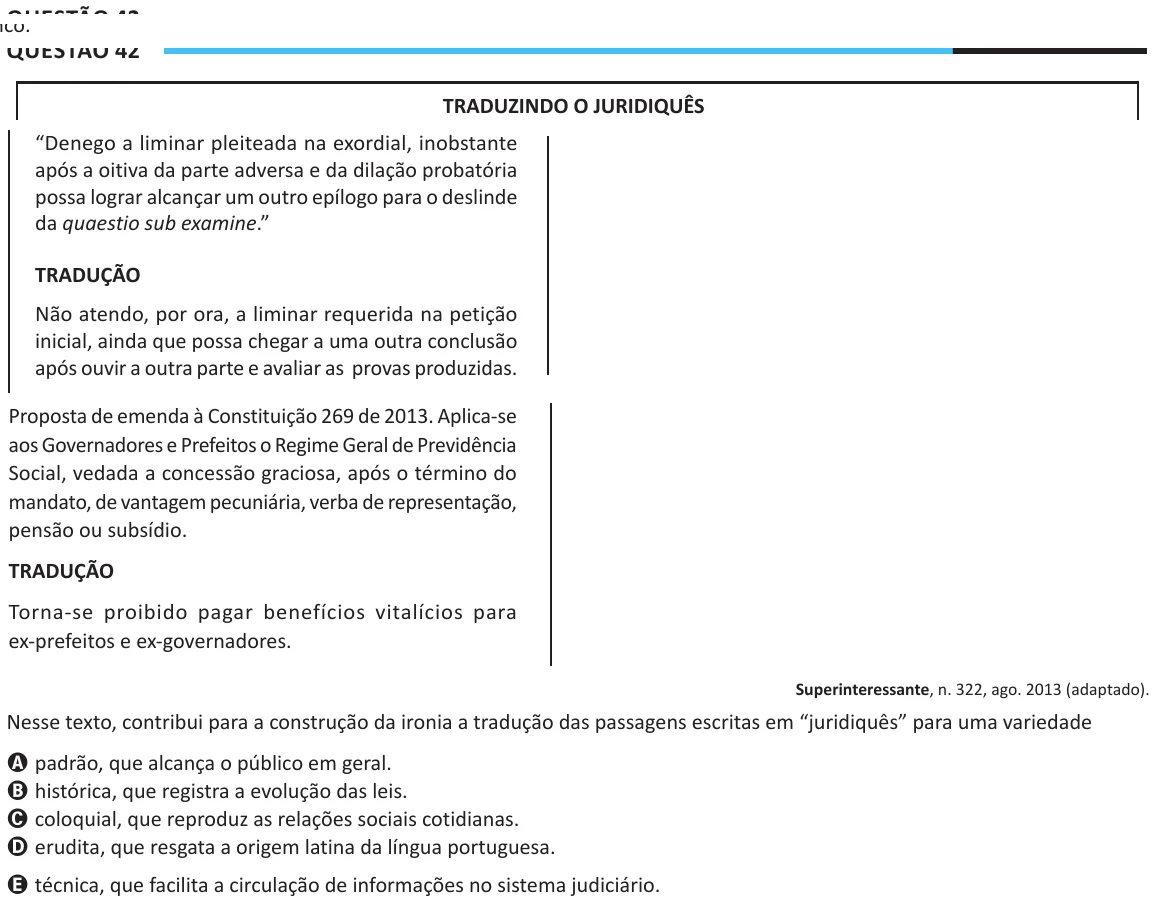 ico.
QUESTÃO 42
TRADUZINDO O JURIDIQUÊS
“Denego a liminar pleiteada na exordial, inobstante
após a oitiva da parte adversa e da dilação probatória
possa lograr alcançar um outro epílogo para o deslinde
da quaestio sub examine.”
TRADUÇÃO
Não atendo, por ora, a liminar requerida na petição
inicial, ainda que possa chegar a uma outra conclusão
após ouvir a outra parte e avaliar as provas produzidas.
Proposta de emenda à Constituição 269 de 2013. Aplica-se
aos Governadores e Prefeitos o Regime Geral de Previdência
Social, vedada a concessão graciosa, após o término do
mandato, de vantagem pecuniária, verba de representação,
pensão ou subsídio.
TRADUÇÃO
Torna-se proibido pagar benefícios vitalícios para
ex-prefeitos e ex-governadores.
Superinteressante, n. 322, ago. 2013 (adaptado).
Nesse texto, contribui para a construção da ironia a tradução das passagens escritas em “juridiquês” para uma variedade
A padrão, que alcança o público em geral.
B histórica, que registra a evolução das leis.
C coloquial, que reproduz as relações sociais cotidianas.
D erudita, que resgata a origem latina da língua portuguesa.
E técnica, que facilita a circulação de informações no sistema judiciário.